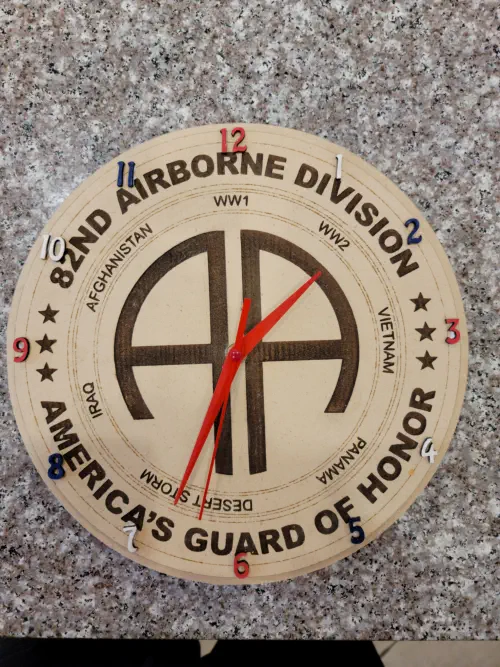 12
1
2
3
4
5
6
7
8
9
10
11
82ND AIRBORNE DIVISION
AMERICA'S GUARD OF HONOR
WW1
WW2
VIETNAM
PANAMA
DESERT STORM
IRAQ
AFGHANISTAN
AA